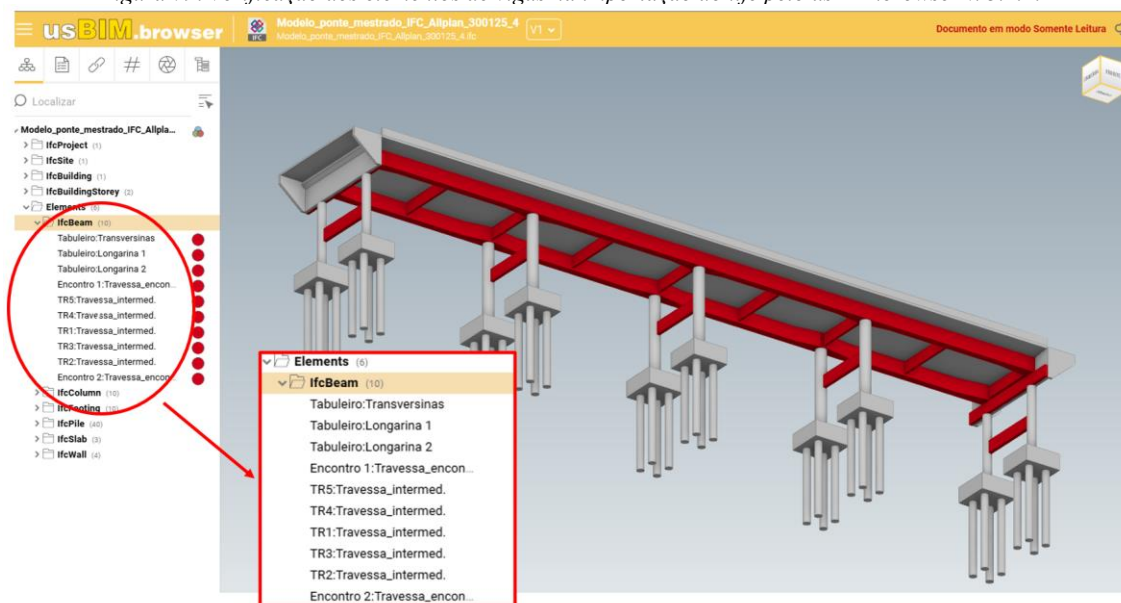 usBIM.browser
IFC
Modelo_ponte_mestrado_IFC_Allplan_300125_4
Modelo_ponte_mestrado_IFC_Allplan_300125_4.ifc
V1
Documento em modo Somente Leitura
Localizar
Modelo_ponte_mestrado_IFC_Allpla...
IfcProject (1)
IfcSite (1)
IfcBuilding (1)
IfcBuildingStorey (2)
Elements (6)
IfcBeam (10)
Tabuleiro:Transversinas
Tabuleiro:Longarina 1
Tabuleiro:Longarina 2
Encontro 1:Travessa_encon...
TR5:Travessa_intermed.
TR4:Travessa_intermed.
TR1:Travessa_intermed.
TR3:Travessa_intermed.
TR2:Travessa_intermed.
Encontro 2:Travessa_encon...
IfcColumn (10)
IfcFooting (10)
IfcPile (40)
IfcSlab (3)
IfcWall (4)
Elements (6)
IfcBeam (10)
Tabuleiro:Transversinas
Tabuleiro:Longarina 1
Tabuleiro:Longarina 2
Encontro 1:Travessa_encon...
TR5:Travessa_intermed.
TR4:Travessa_intermed.
TR1:Travessa_intermed.
TR3:Travessa_intermed.
TR2:Travessa_intermed.
Encontro 2:Travessa_encon...